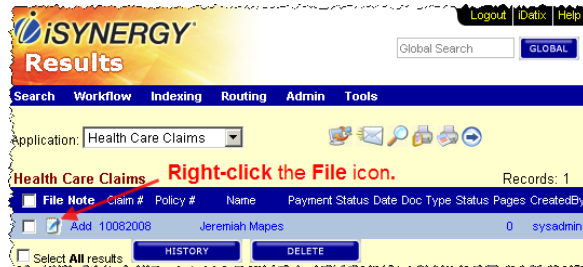 Logout iDatix Help
iSYNERGY
Global Search GLOBAL
Results
Search Workflow Indexing Routing Admin Tools
Application: Health Care Claims
Right-click the File icon.
Health Care Claims Records: 1
File Note Claim # Policy # Name Payment Status Date Doc Type Status Pages CreatedBy
Add 10082008 Jeremiah Mapes 0 sysadmin
Select All results HISTORY DELETE